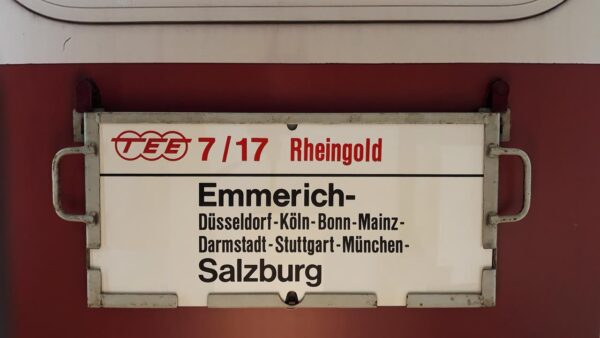 TEE 7/17 Rheingold
Emmerich-
Düsseldorf-Köln-Bonn-Mainz-
Darmstadt-Stuttgart-München-
Salzburg